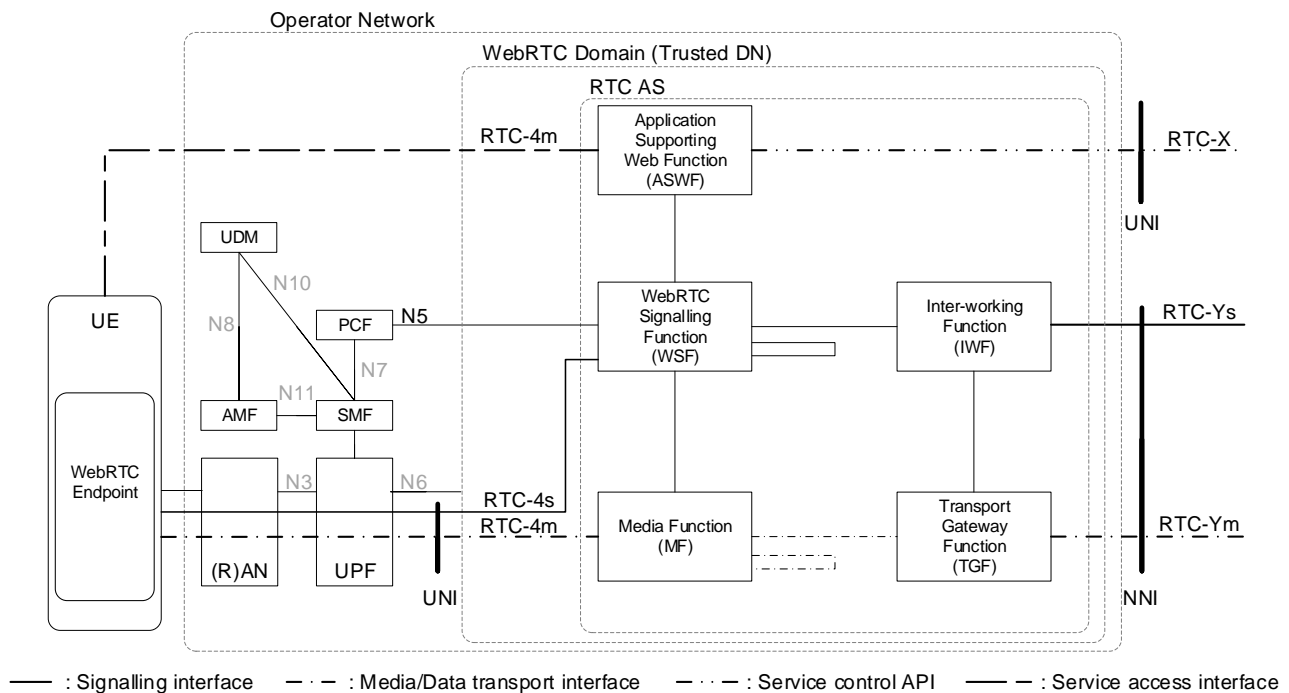 Operator Network
WebRTC Domain (Trusted DN)
RTC AS
Application
Supporting
Web Function
(ASWF)
RTC-4m
RTC-X
UNI
UDM
N10
N8
UE
PCF
N5
N7
WebRTC
Signalling
Function
(WSF)
Inter-working
Function
(IWF)
RTC-Ys
N11
AMF
SMF
WebRTC
Endpoint
N3
N6
RTC-4s
RTC-4m
(R)AN
UPF
UNI
Media Function
(MF)
Transport
Gateway
Function
(TGF)
RTC-Ym
NNI
: Signalling interface
: Media/Data transport interface
: Service control API
: Service access interface